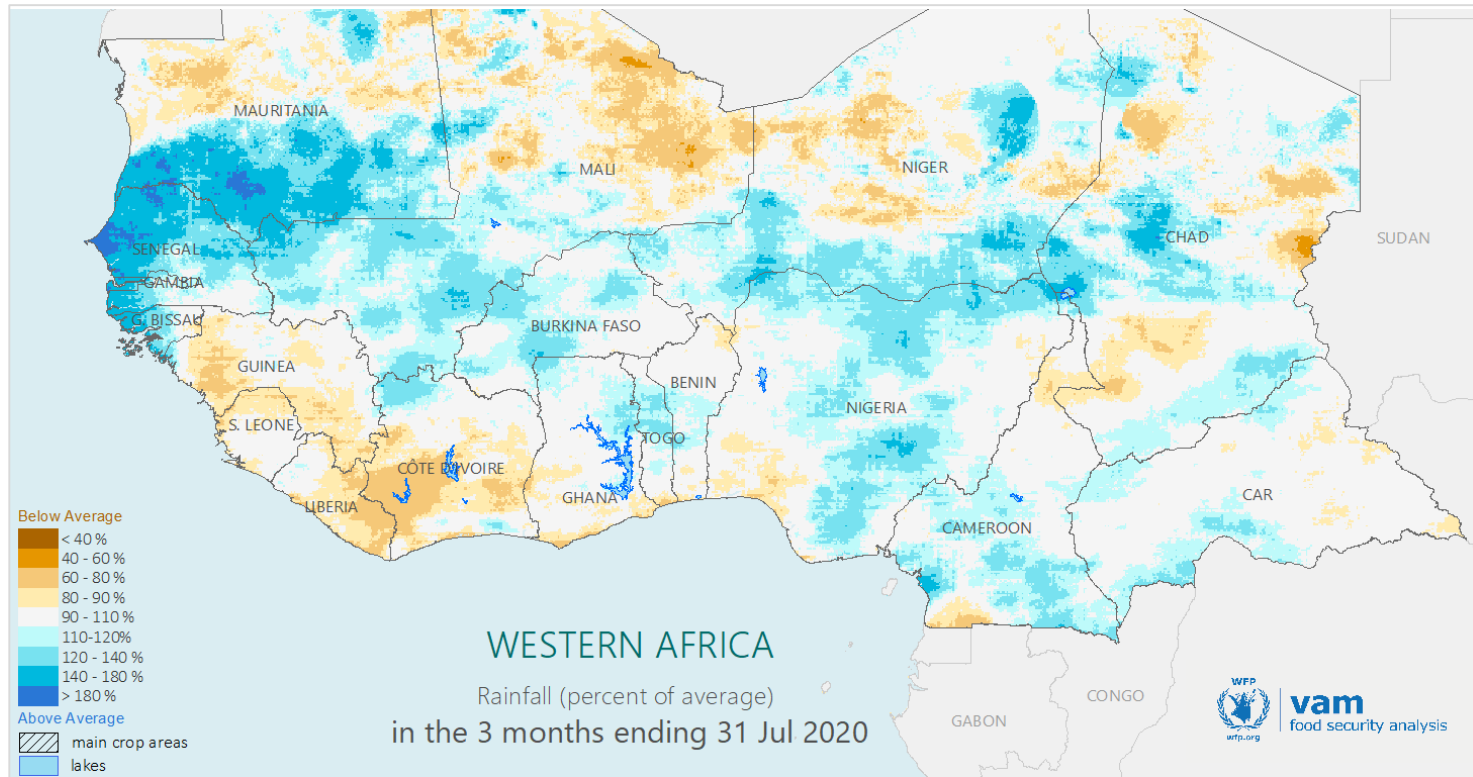 MAURITANIA
MALI
NIGER
CHAD
SUDAN
SENEGAL
GAMBIA
G. BISSAU
BURKINA FASO
GUINEA
BENIN
NIGERIA
S. LEONE
TOGO
CÔTE D'IVOIRE
GHANA
LIBERIA
CAR
CAMEROON
GABON
CONGO
Below Average
< 40 %
40 - 60 %
60 - 80 %
80 - 90 %
90 - 110 %
110-120%
120 - 140 %
140 - 180 %
> 180 %
Above Average
main crop areas
lakes
WESTERN AFRICA
Rainfall (percent of average)
in the 3 months ending 31 Jul 2020
WFP
wfp.org
vam
food security analysis